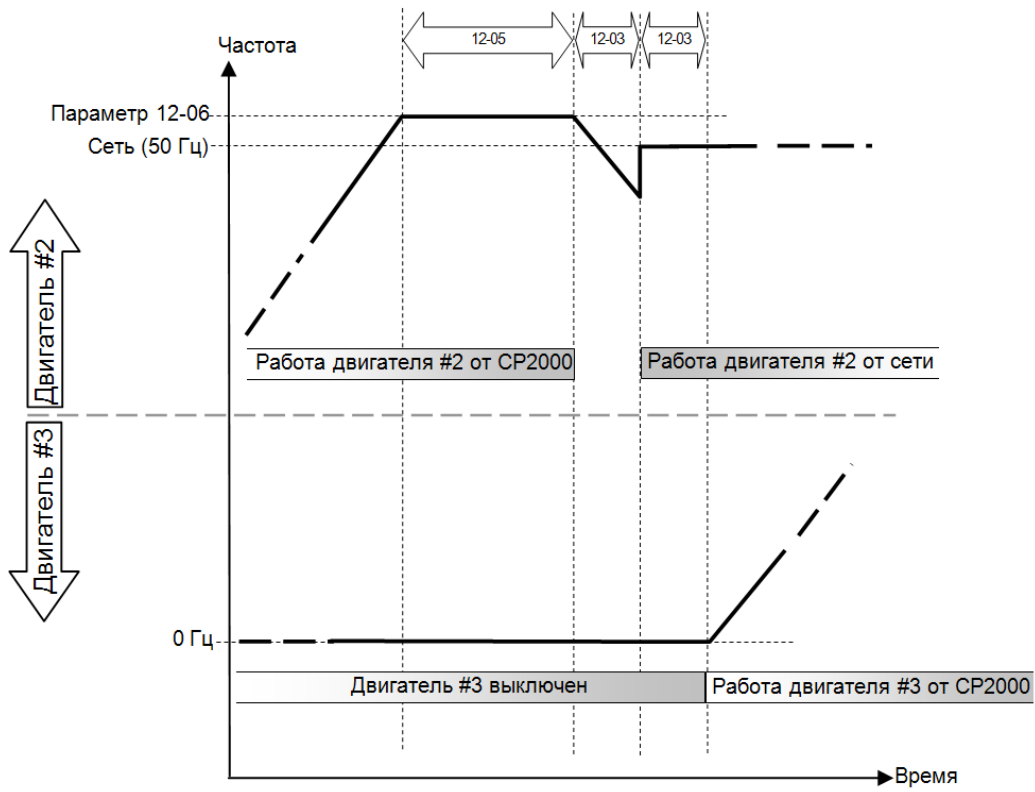 12-05
12-03
12-03
Частота
Параметр 12-06
Сеть (50 Гц)
Двигатель #2
Работа двигателя #2 от CP2000
Работа двигателя #2 от сети
Двигатель #3
0 Гц
Двигатель #3 выключен
Работа двигателя #3 от CP2000
Время